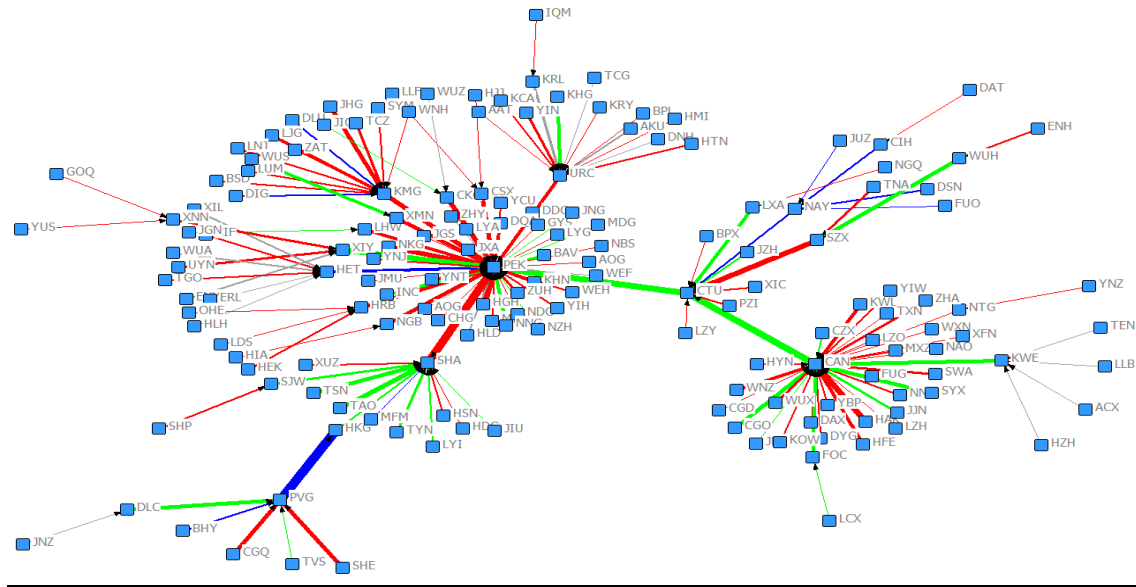 IQM
KRL
TCG
LLF
WUZ
HJJ
KCA
KHG
JHG
SYM
WNH
AAT
YIN
KRY
BPL
HMI
DAT
DLU
JIC
TCZ
AKU
DNH
HTN
JUZ
CIH
ENH
LJG
ZAT
LNJ
WUS
LUM
BSD
DIG
KMG
CSX
YCU
URC
NGQ
WUH
TNA
DSN
FUO
GOQ
YUS
XNN
JGN
XIL
LHW
XMN
ZHY
LYA
DQA
GYS
JNG
MDG
LYG
LXA
NAY
BPX
JZH
SZX
WUA
UYN
TGO
XIY
HET
NKG
YNJ
JGS
JXA
PEK
BAV
NBS
AOG
WEF
JMU
YNT
KHN
WEH
ZUH
YIH
CTU
XIC
PZI
LZY
ERL
OHE
HLH
INC
HRB
AOG
CHG
HGH
NDG
NNG
NZH
NGB
HLD
LDS
HIA
HEK
XUZ
SHA
SJW
TSN
TAO
HKG
MFM
TYN
LYI
HSN
HDG
JIU
SHP
PVG
DLC
JNZ
BHY
CGQ
TVS
SHE
KWL
YIW
TXN
ZHA
NTG
YNZ
CZX
LZO
WXN
XFN
MXZ
NAO
TEN
HYN
CAN
KWE
LLB
WNZ
FUG
SWA
SYX
CGD
CGO
WUX
YBP
DAX
HAK
JJN
LZH
ACX
KOW
DYG
HFE
FOC
HZH
LCX